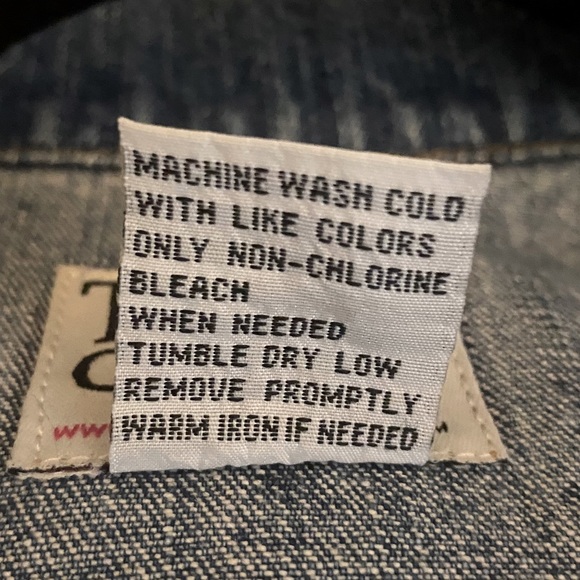 MACHINE WASH COLD
WITH LIKE COLORS
ONLY NON-CHLORINE
BLEACH
WHEN NEEDED
TUMBLE DRY LOW
REMOVE PROMPTLY
WARM IRON IF NEEDED